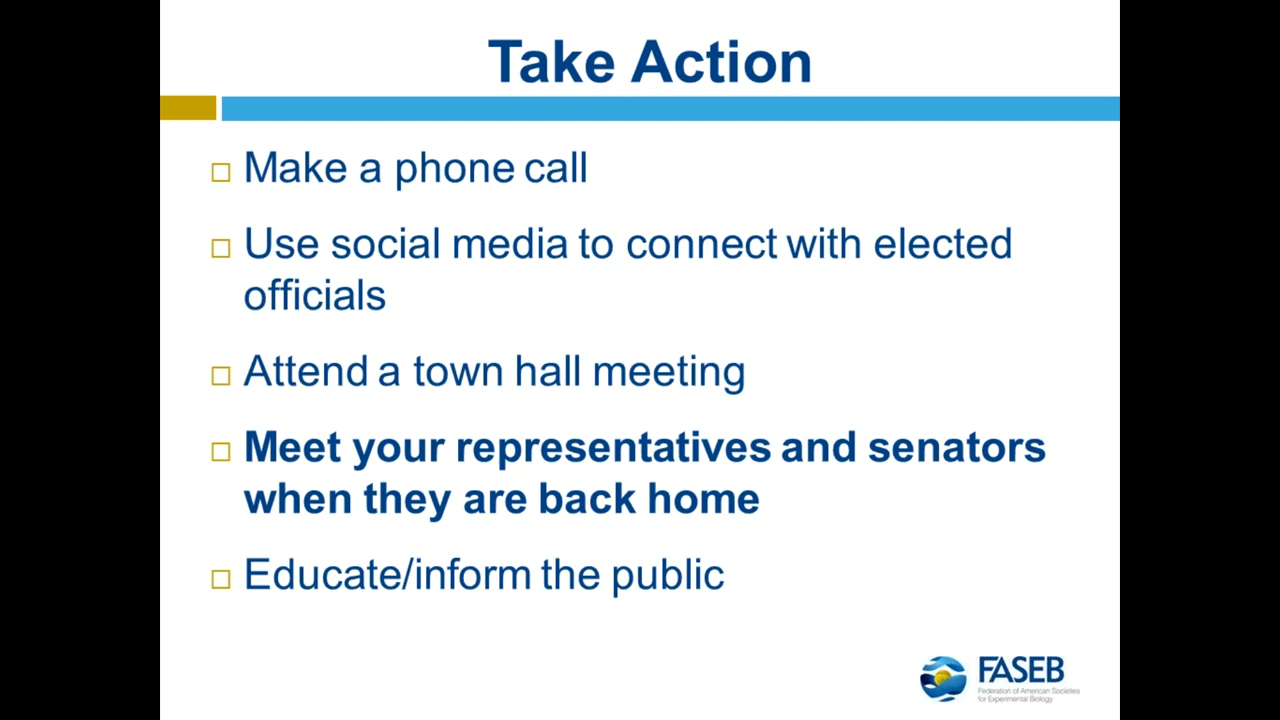 Take Action
Make a phone call
Use social media to connect with elected
officials
Attend a town hall meeting
Meet your representatives and senators
when they are back home
Educate/inform the public
FASEB
Federation of American Societies
for Experimental Biology